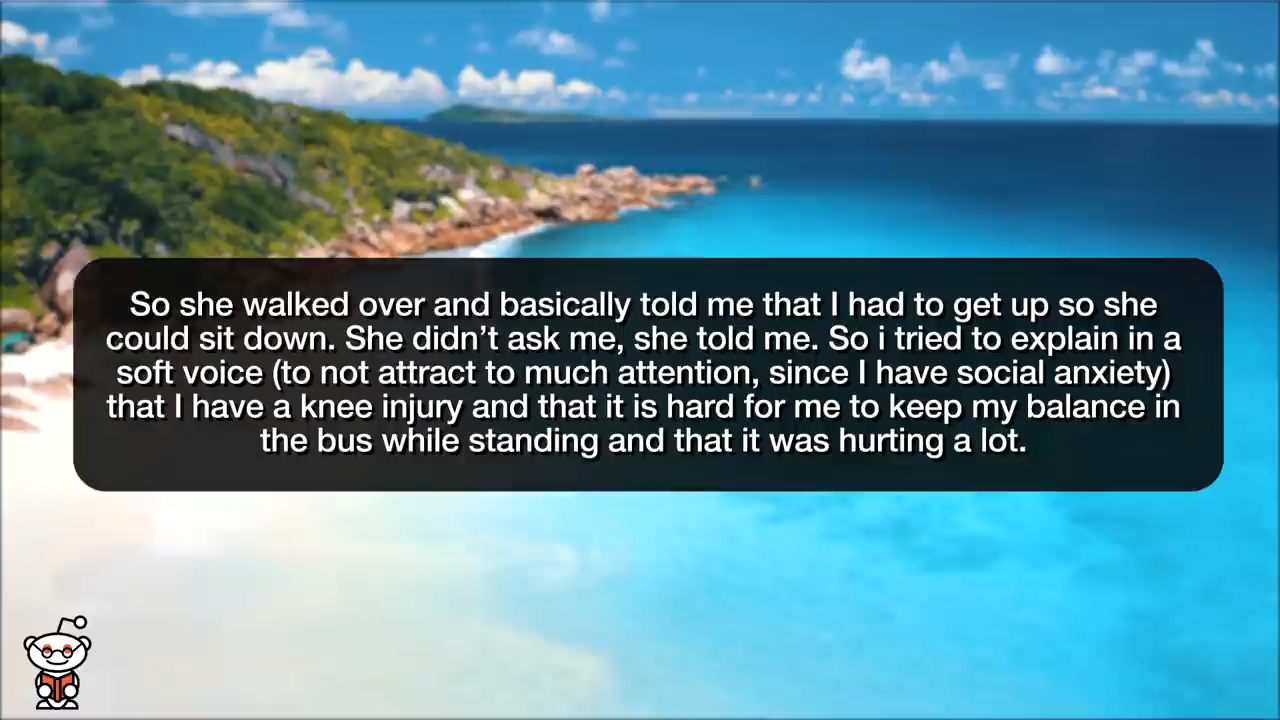 So she walked over and basically told me that I had to get up so she
could sit down. She didn’t ask me, she told me. So i tried to explain in a
soft voice (to not attract to much attention, since I have social anxiety)
that I have a knee injury and that it is hard for me to keep my balance in
the bus while standing and that it was hurting a lot.